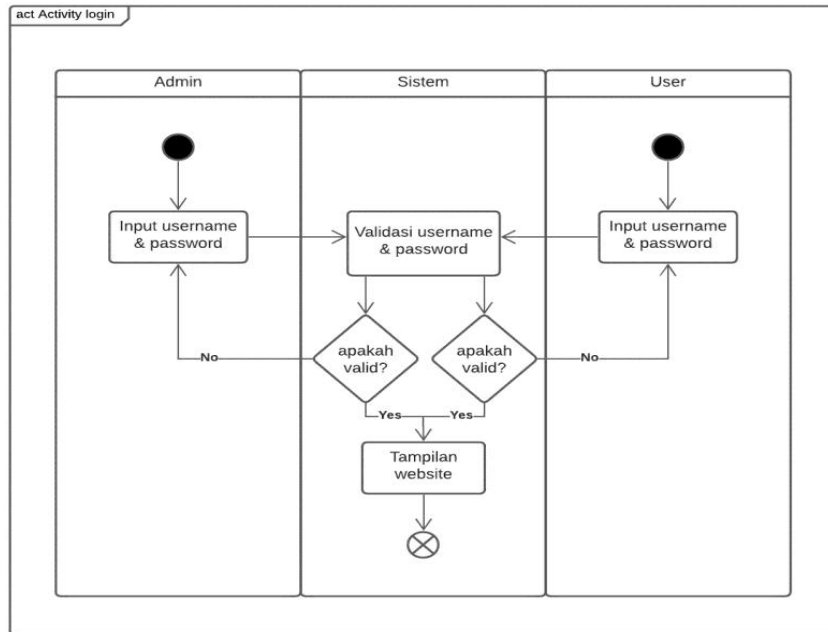 act Activity login
Admin
Sistem
User
Input username
& password
Validasi username
& password
Input username
& password
apakah
valid?
apakah
valid?
No
No
Yes
Yes
Tampilan
website